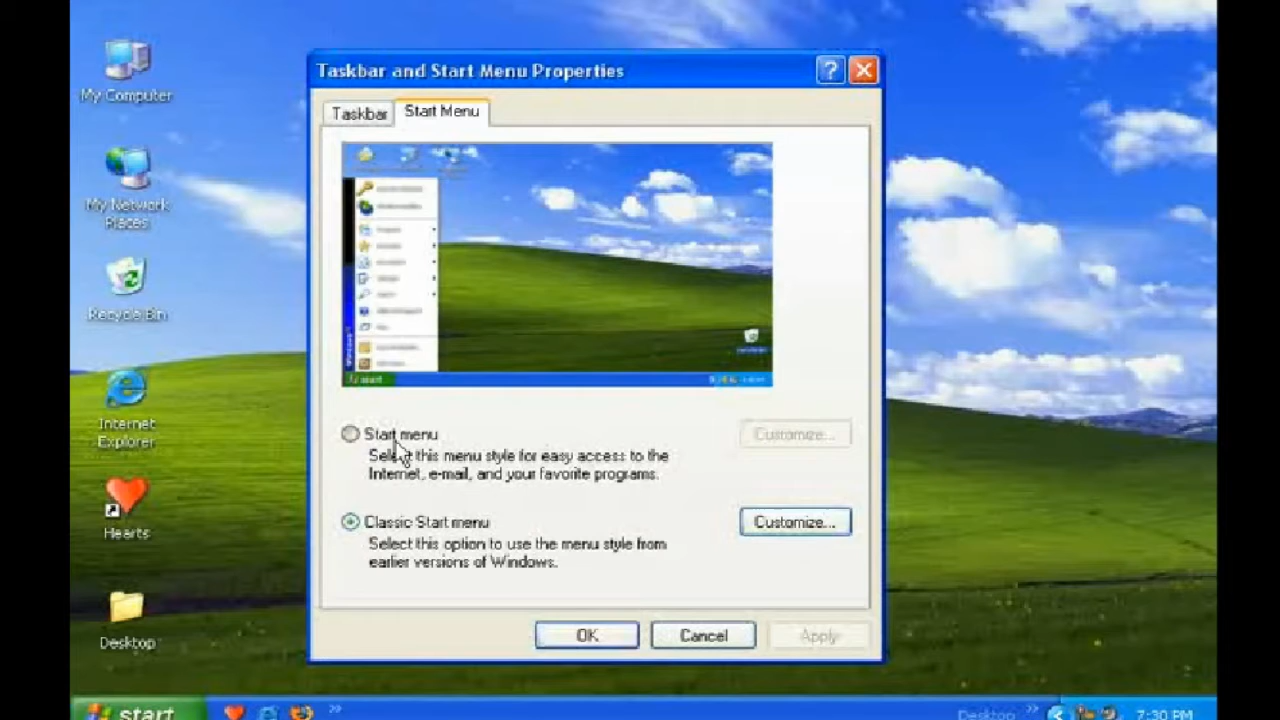 My Computer
My Network
Places
Recycle Bin
Internet
Explorer
Hearts
Desktop
Taskbar and Start Menu Properties
Taskbar
Start Menu
start
Start menu
Customize...
Select this menu style for easy access to the
Internet, e-mail, and your favorite programs.
Classic Start menu
Customize...
Select this option to use the menu style from
earlier versions of Windows.
OK
Cancel
Apply
start
Desktop
7:30 PM